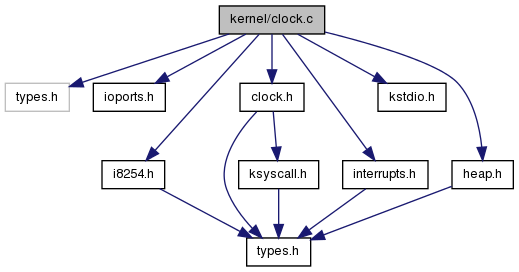 kernel/clock.c
types.h
ioports.h
clock.h
kstdio.h
i8254.h
ksyscall.h
interrupts.h
heap.h
types.h